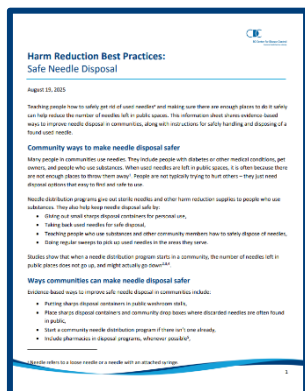 BC Centre for Disease Control
Harm Reduction Best Practices:
Safe Needle Disposal
August 19, 2025
Teaching people how to safely get rid of used needles¹ and making sure there are enough places to do it safely
can help reduce the number of needles left in public spaces. This information sheet shares evidence-based
ways to improve needle disposal in communities, along with instructions for safely handling and disposing of a
found used needle.
Community ways to make needle disposal safer
Many people in communities use needles. They include people with diabetes or other medical conditions, pet
owners, and people who use substances. When used needles are left in public spaces, it is often because there
are not enough places to throw them away¹. People are not typically trying to hurt others – they just need
disposal options that easy to find and safe to use.
Needle distribution programs give out sterile needles and other harm reduction supplies to people who use
substances. They also help keep needle disposal safe by:
• Giving out small sharps disposal containers for personal use,
• Taking back used needles for safe disposal,
• Teaching people who use substances and other community members how to safely dispose of needles,
• Doing regular sweeps to pick up used needles in the areas they serve.
Studies show that when a needle distribution program starts in a community, the number of needles left in
public places does not go up, and might actually go down
Ways communities can make needle disposal safer
Evidence-based ways to improve safe needle disposal in communities include:
• Putting sharps disposal containers in public washroom stalls,
• Place sharps disposal containers and community drop boxes where discarded needles are often found
in public,
• Start a community needle distribution program if there isn't one already,
• Include pharmacies in disposal programs, wherever possible
Needle refers to a loose needle or a needle with an attached syringe.
1